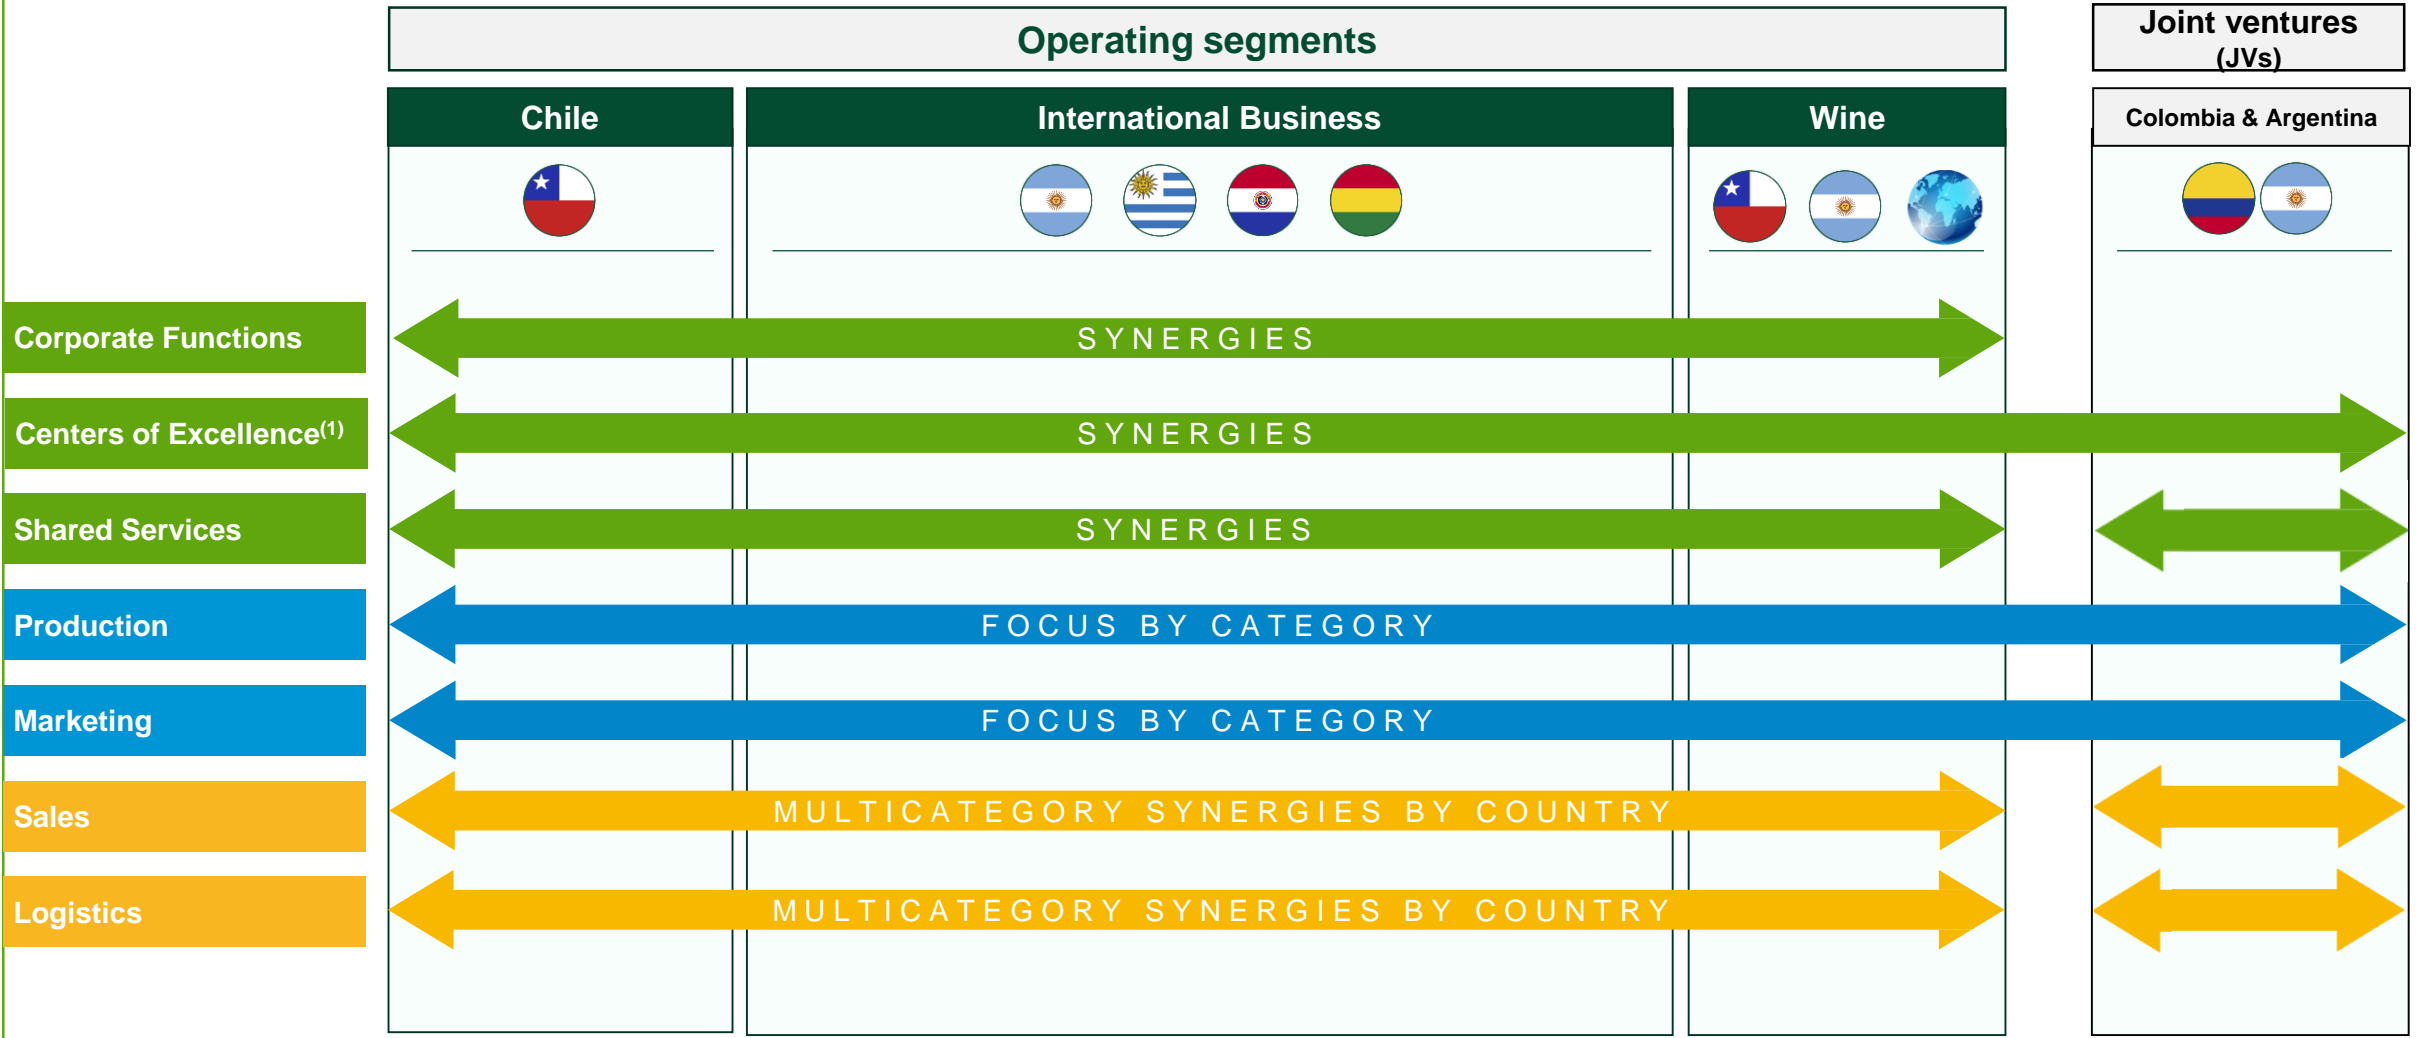 Operating segments
Joint ventures
(JVs)
Chile
International Business
Wine
Colombia & Argentina
Corporate Functions
SYNERGIES
Centers of Excellence(1)
SYNERGIES
Shared Services
SYNERGIES
Production
FOCUS BY CATEGORY
Marketing
FOCUS BY CATEGORY
Sales
MULTICATEGORY SYNERGIES BY COUNTRY
Logistics
MULTICATEGORY SYNERGIES BY COUNTRY